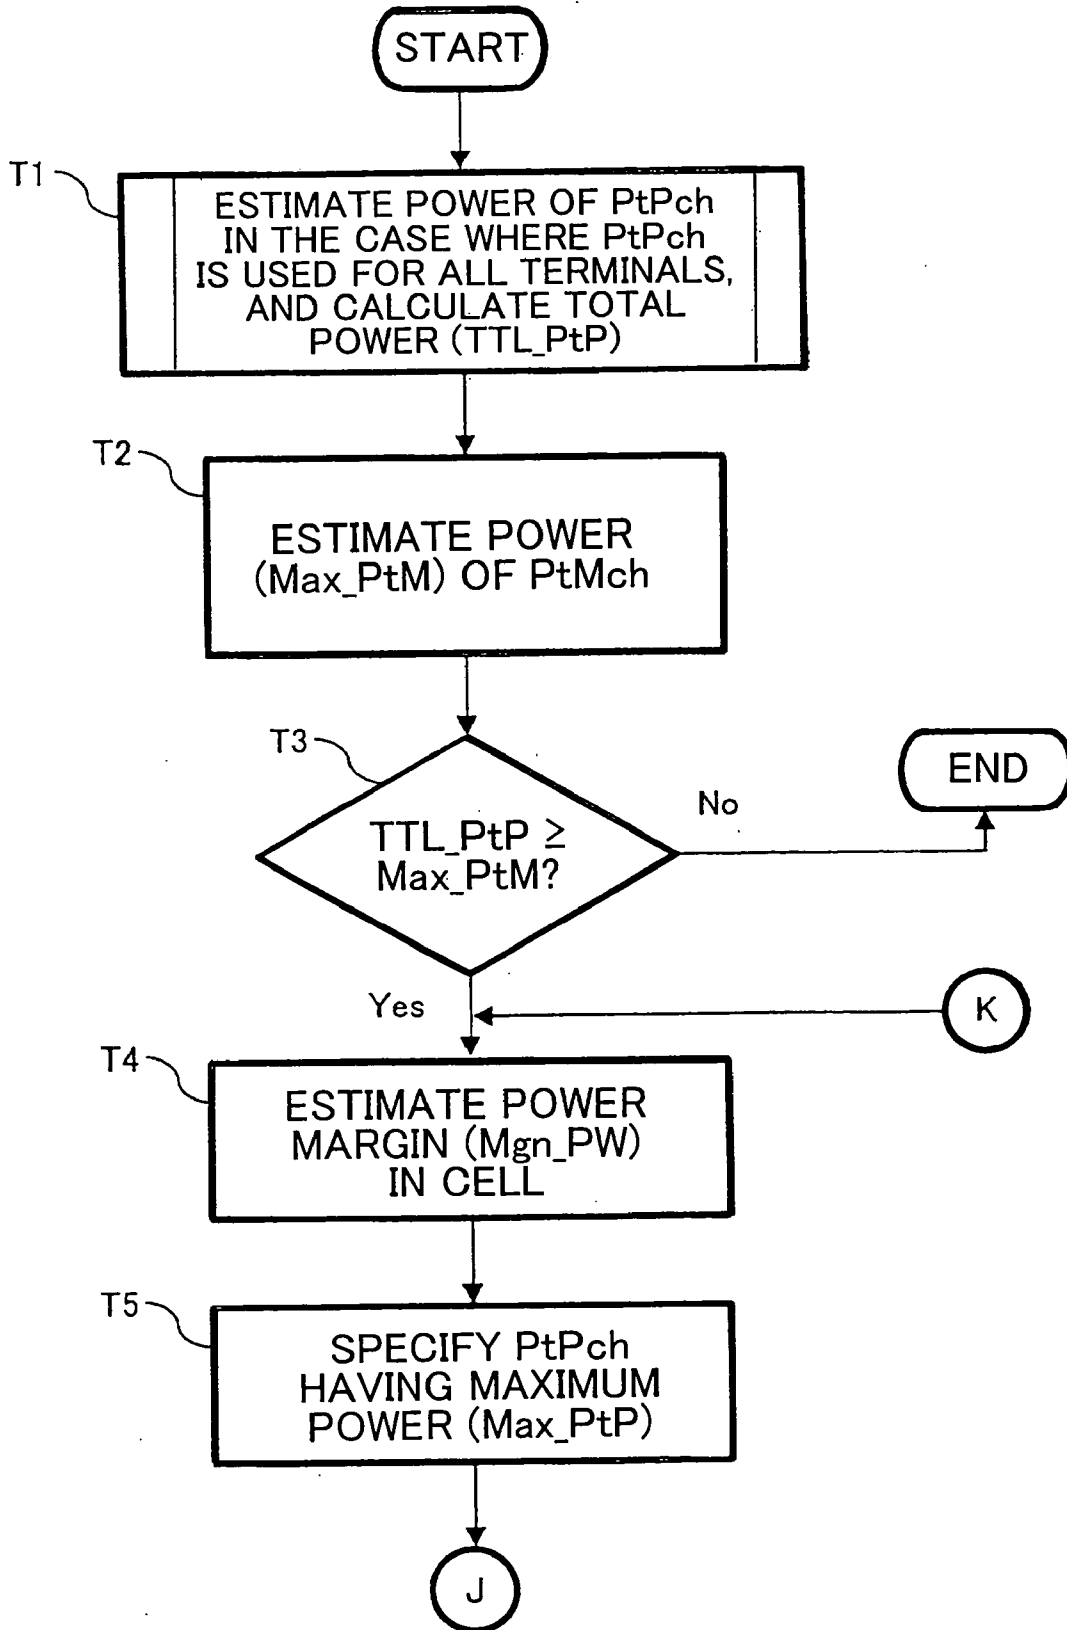 START
T1
ESTIMATE POWER OF PtPch
IN THE CASE WHERE PtPch
IS USED FOR ALL TERMINALS,
AND CALCULATE TOTAL
POWER (TTL_PtP)
T2
ESTIMATE POWER
(Max_PtM) OF PtMch
T3
TTL_PtP ≥
Max_PtM?
No
END
Yes
K
T4
ESTIMATE POWER
MARGIN (Mgn_PW)
IN CELL
T5
SPECIFY PtPch
HAVING MAXIMUM
POWER (Max_PtP)
J